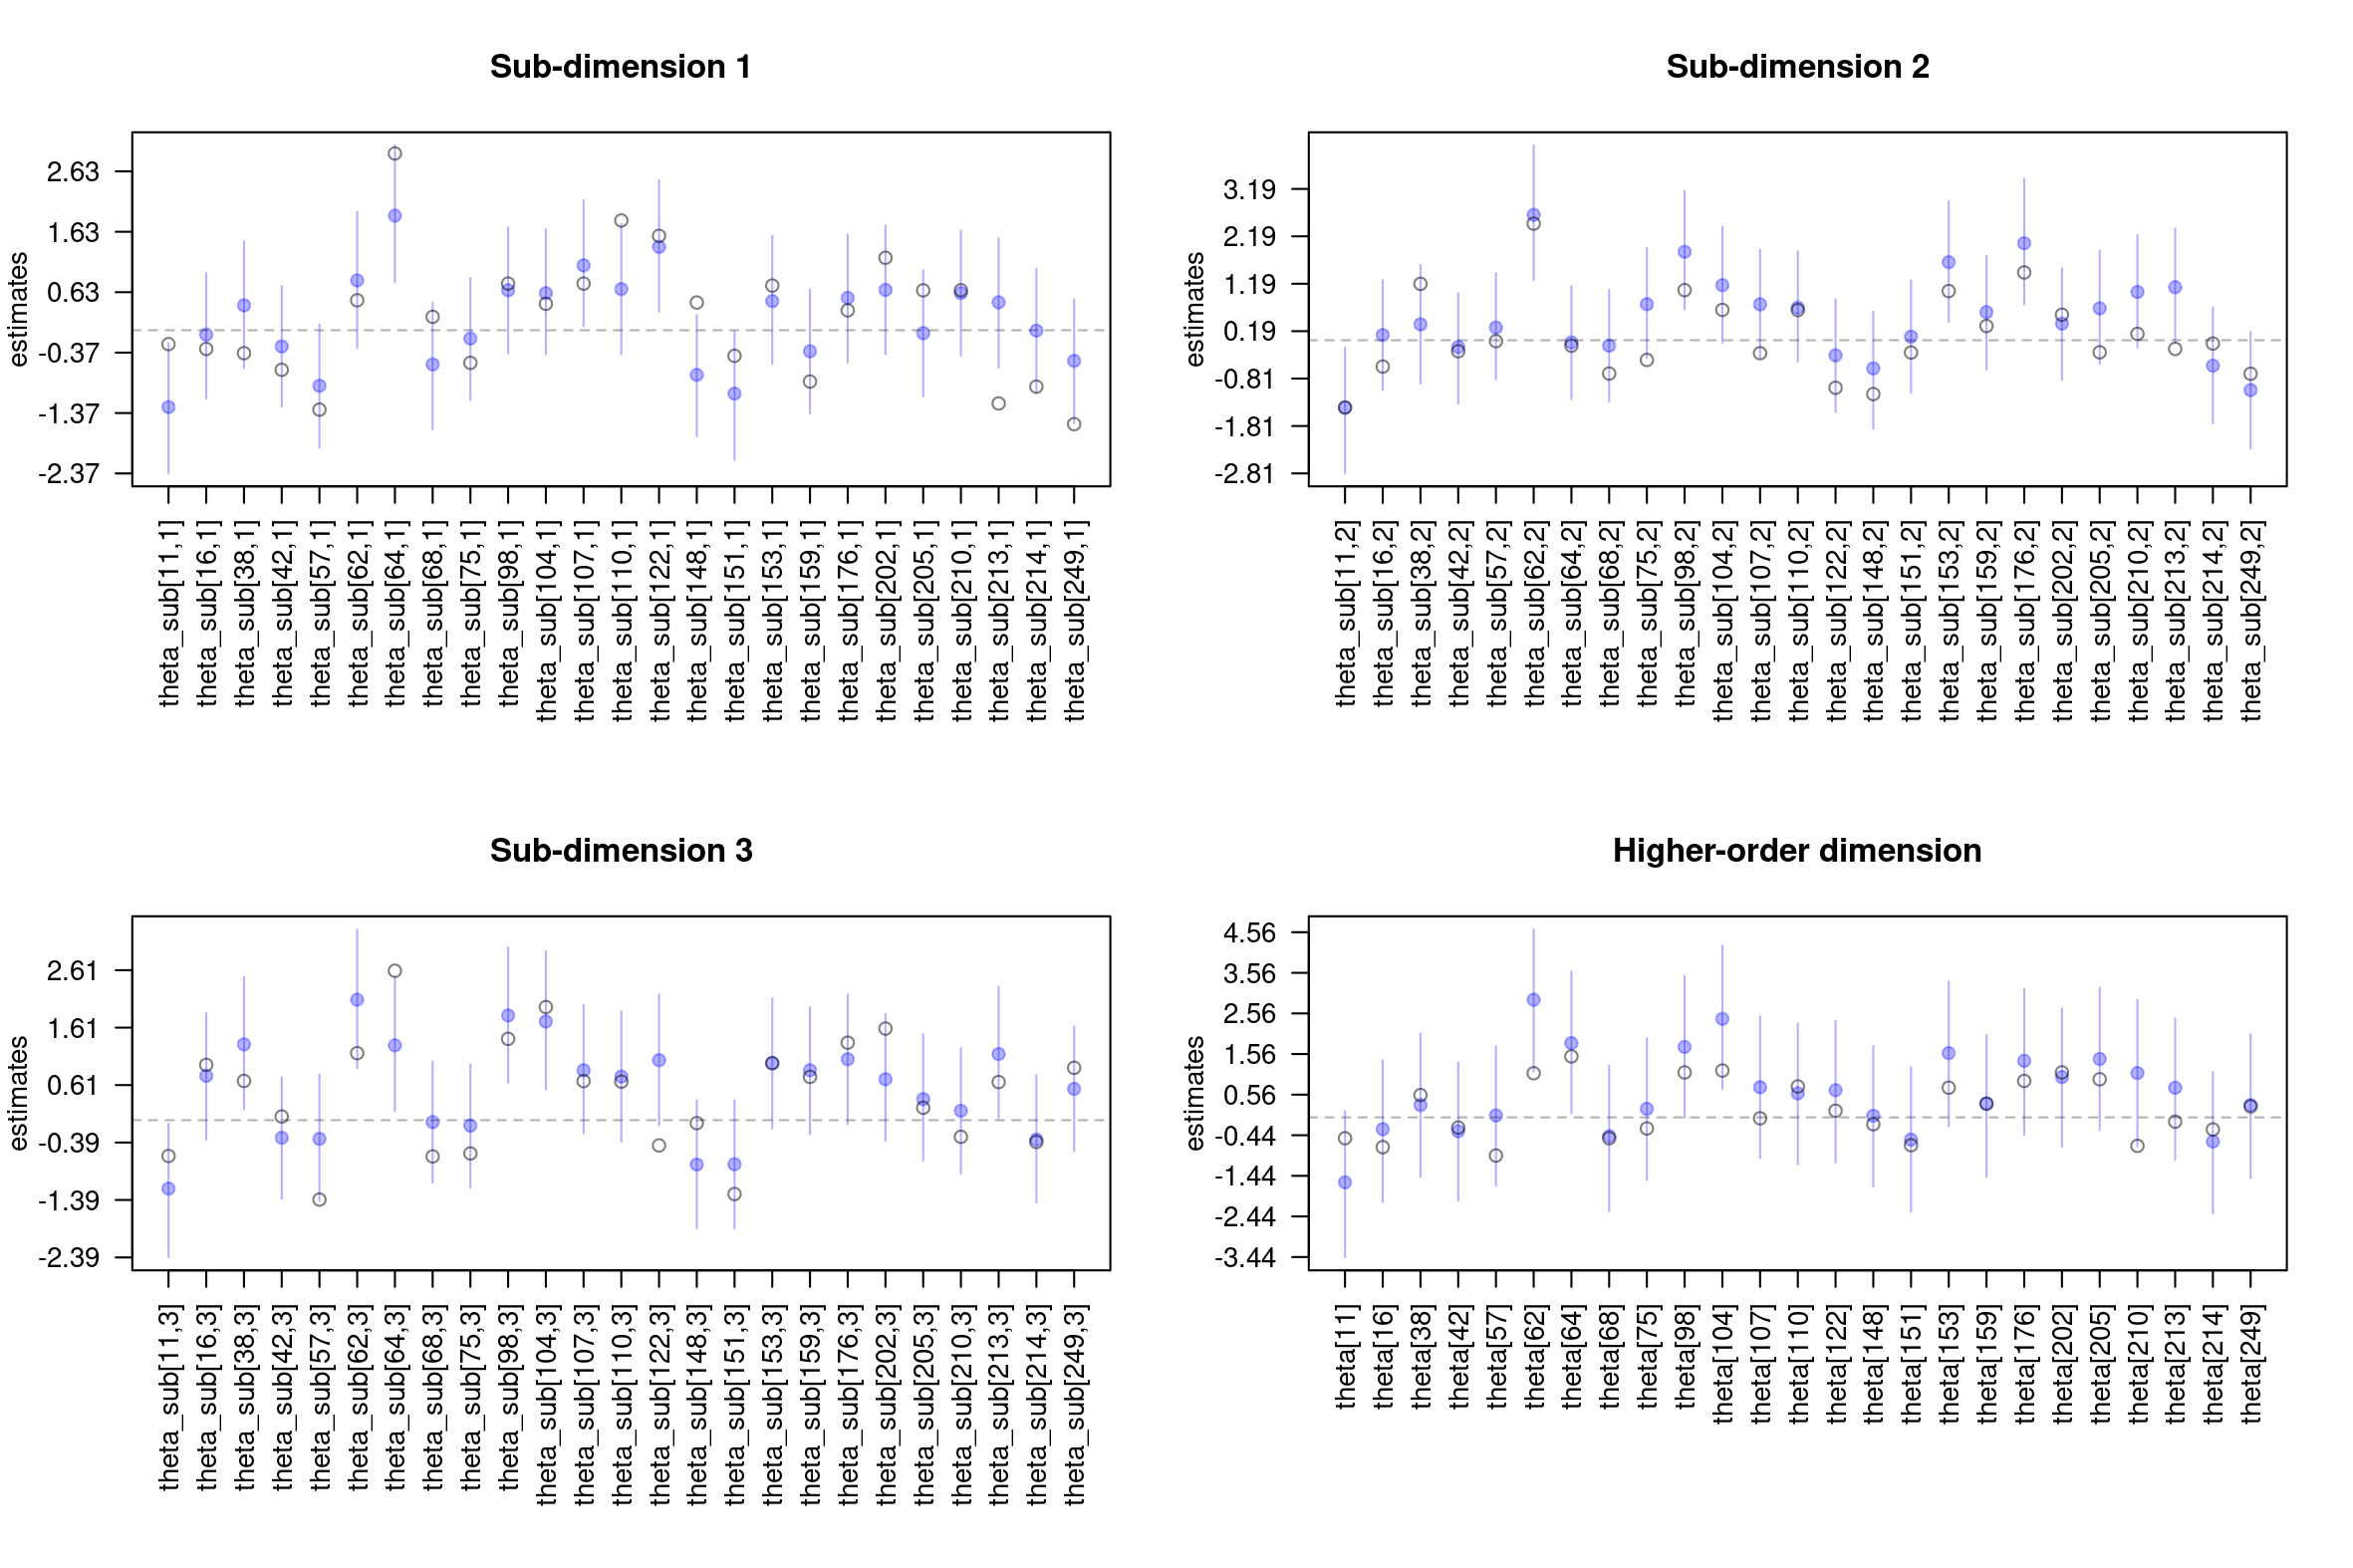 Sub-dimension 1
estimates
2.63
1.63
0.63
-0.37
-1.37
-2.37
theta_sub[11,1]
theta_sub[16,1]
theta_sub[38,1]
theta_sub[42,1]
theta_sub[57,1]
theta_sub[62,1]
theta_sub[64,1]
theta_sub[68,1]
theta_sub[75,1]
theta_sub[98,1]
theta_sub[104,1]
theta_sub[107,1]
theta_sub[110,1]
theta_sub[122,1]
theta_sub[148,1]
theta_sub[151,1]
theta_sub[153,1]
theta_sub[159,1]
theta_sub[176,1]
theta_sub[202,1]
theta_sub[205,1]
theta_sub[210,1]
theta_sub[213,1]
theta_sub[214,1]
theta_sub[249,1]
Sub-dimension 2
estimates
3.19
2.19
1.19
0.19
-0.81
-1.81
-2.81
theta_sub[11,2]
theta_sub[16,2]
theta_sub[38,2]
theta_sub[42,2]
theta_sub[57,2]
theta_sub[62,2]
theta_sub[64,2]
theta_sub[68,2]
theta_sub[75,2]
theta_sub[98,2]
theta_sub[104,2]
theta_sub[107,2]
theta_sub[110,2]
theta_sub[122,2]
theta_sub[148,2]
theta_sub[151,2]
theta_sub[153,2]
theta_sub[159,2]
theta_sub[176,2]
theta_sub[202,2]
theta_sub[205,2]
theta_sub[210,2]
theta_sub[213,2]
theta_sub[214,2]
theta_sub[249,2]
Sub-dimension 3
estimates
2.61
1.61
0.61
-0.39
-1.39
-2.39
theta_sub[11,3]
theta_sub[16,3]
theta_sub[38,3]
theta_sub[42,3]
theta_sub[57,3]
theta_sub[62,3]
theta_sub[64,3]
theta_sub[68,3]
theta_sub[75,3]
theta_sub[98,3]
theta_sub[104,3]
theta_sub[107,3]
theta_sub[110,3]
theta_sub[122,3]
theta_sub[148,3]
theta_sub[151,3]
theta_sub[153,3]
theta_sub[159,3]
theta_sub[176,3]
theta_sub[202,3]
theta_sub[205,3]
theta_sub[210,3]
theta_sub[213,3]
theta_sub[214,3]
theta_sub[249,3]
Higher-order dimension
estimates
4.56
3.56
2.56
1.56
0.56
-0.44
-1.44
-2.44
-3.44
theta[11]
theta[16]
theta[38]
theta[42]
theta[57]
theta[62]
theta[64]
theta[68]
theta[75]
theta[98]
theta[104]
theta[107]
theta[110]
theta[122]
theta[148]
theta[151]
theta[153]
theta[159]
theta[176]
theta[202]
theta[205]
theta[210]
theta[213]
theta[214]
theta[249]